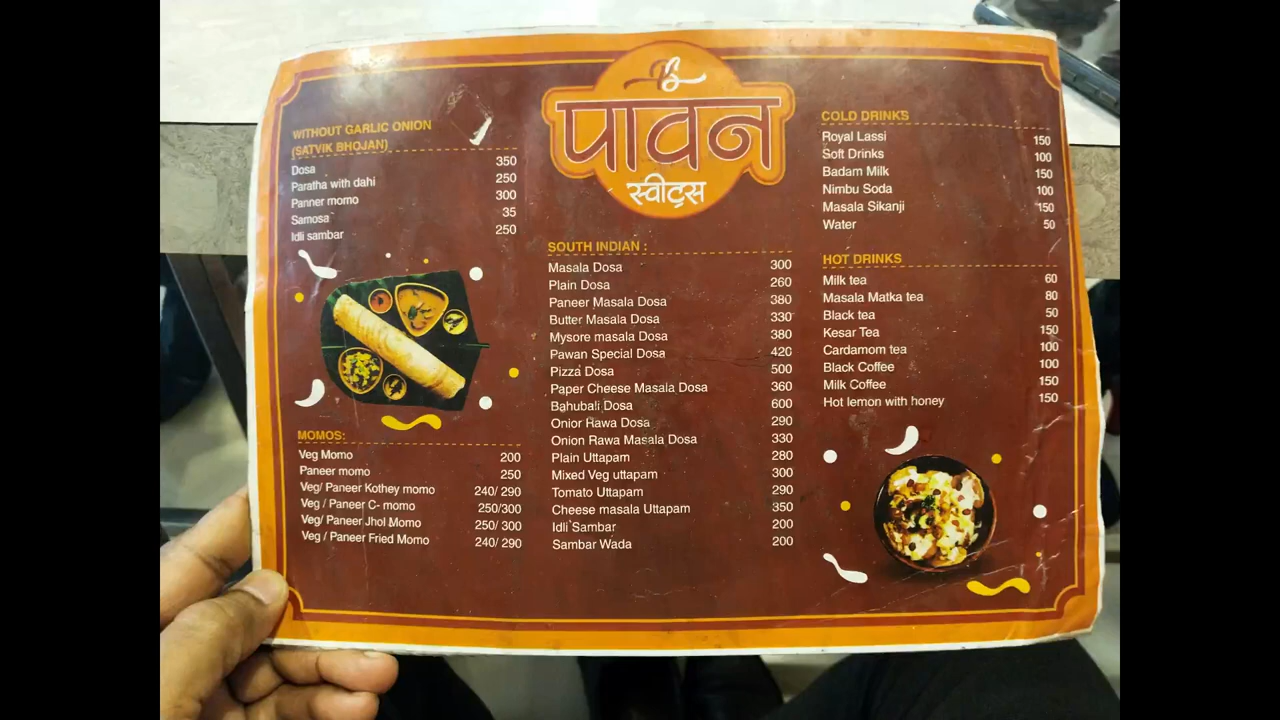 पावन
स्वीट्स
WITHOUT GARLIC ONION
(SATVIK BHOJAN)
Dosa 350
Paratha with dahi 250
Panner momo 300
Samosa 35
Idli sambar 250
MOMOS:
Veg Momo 200
Paneer momo 250
Veg/ Paneer Kothey momo 240/ 290
Veg / Paneer C- momo 250/300
Veg/ Paneer Jhol Momo 250/ 300
Veg / Paneer Fried Momo 240/ 290
SOUTH INDIAN :
Masala Dosa 300
Plain Dosa 260
Paneer Masala Dosa 380
Butter Masala Dosa 330
Mysore masala Dosa 380
Pawan Special Dosa 420
Pizza Dosa 500
Paper Cheese Masala Dosa 360
Bahubali Dosa 600
Onior Rawa Dosa 290
Onion Rawa Masala Dosa 330
Plain Uttapam 280
Mixed Veg uttapam 300
Tomato Uttapam 290
Cheese masala Uttapam 350
Idli Sambar 200
Sambar Wada 200
COLD DRINKS
Royal Lassi 150
Soft Drinks 100
Badam Milk 150
Nimbu Soda 100
Masala Sikanji 150
Water 50
HOT DRINKS
Milk tea 60
Masala Matka tea 80
Black tea 50
Kesar Tea 150
Cardamom tea 100
Black Coffee 100
Milk Coffee 150
Hot lemon with honey 150